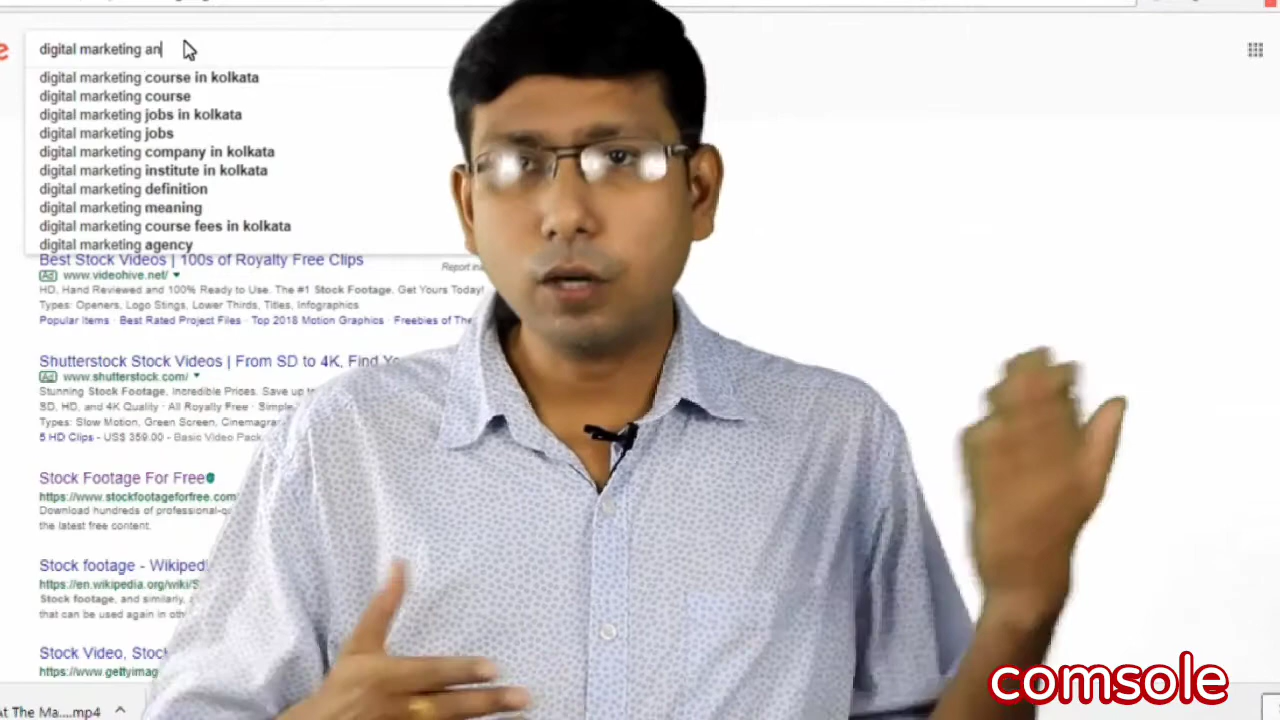 digital marketing an
digital marketing course in kolkata
digital marketing course
digital marketing jobs in kolkata
digital marketing jobs
digital marketing company in kolkata
digital marketing institute in kolkata
digital marketing definition
digital marketing meaning
digital marketing course fees in kolkata
digital marketing agency
Best Stock Videos | 100s of Royalty Free Clips
Ad www.videohive.net/
Report
HD, Hand Reviewed and 100% Ready to Use. The #1 Stock Footage. Get Yours Today!
Types: Openers, Logo Stings, Lower Thirds, Titles, Infographics
Popular Items · Best Rated Project Files · Top 2018 Motion Graphics · Freebies of The
Shutterstock Stock Videos | From SD to 4K, Find Yo
Ad www.shutterstock.com/
Stunning Stock Footage, Incredible Prices. Save up
SD, HD, and 4K Quality · All Royalty Free · Simple
Types: Slow Motion, Green Screen, Cinemagra
5 HD Clips - US$ 359.00 - Basic Video Pack
Stock Footage For Free
https://www.stockfootageforfree.com
Download hundreds of professional-q
the latest free content.
Stock footage - Wikiped
https://en.wikipedia.org/wiki/S
Stock footage, and similarly, a
that can be used again in oth
Stock Video, Stoc
https://www.gettyimag
At The Ma....mp4
comsole